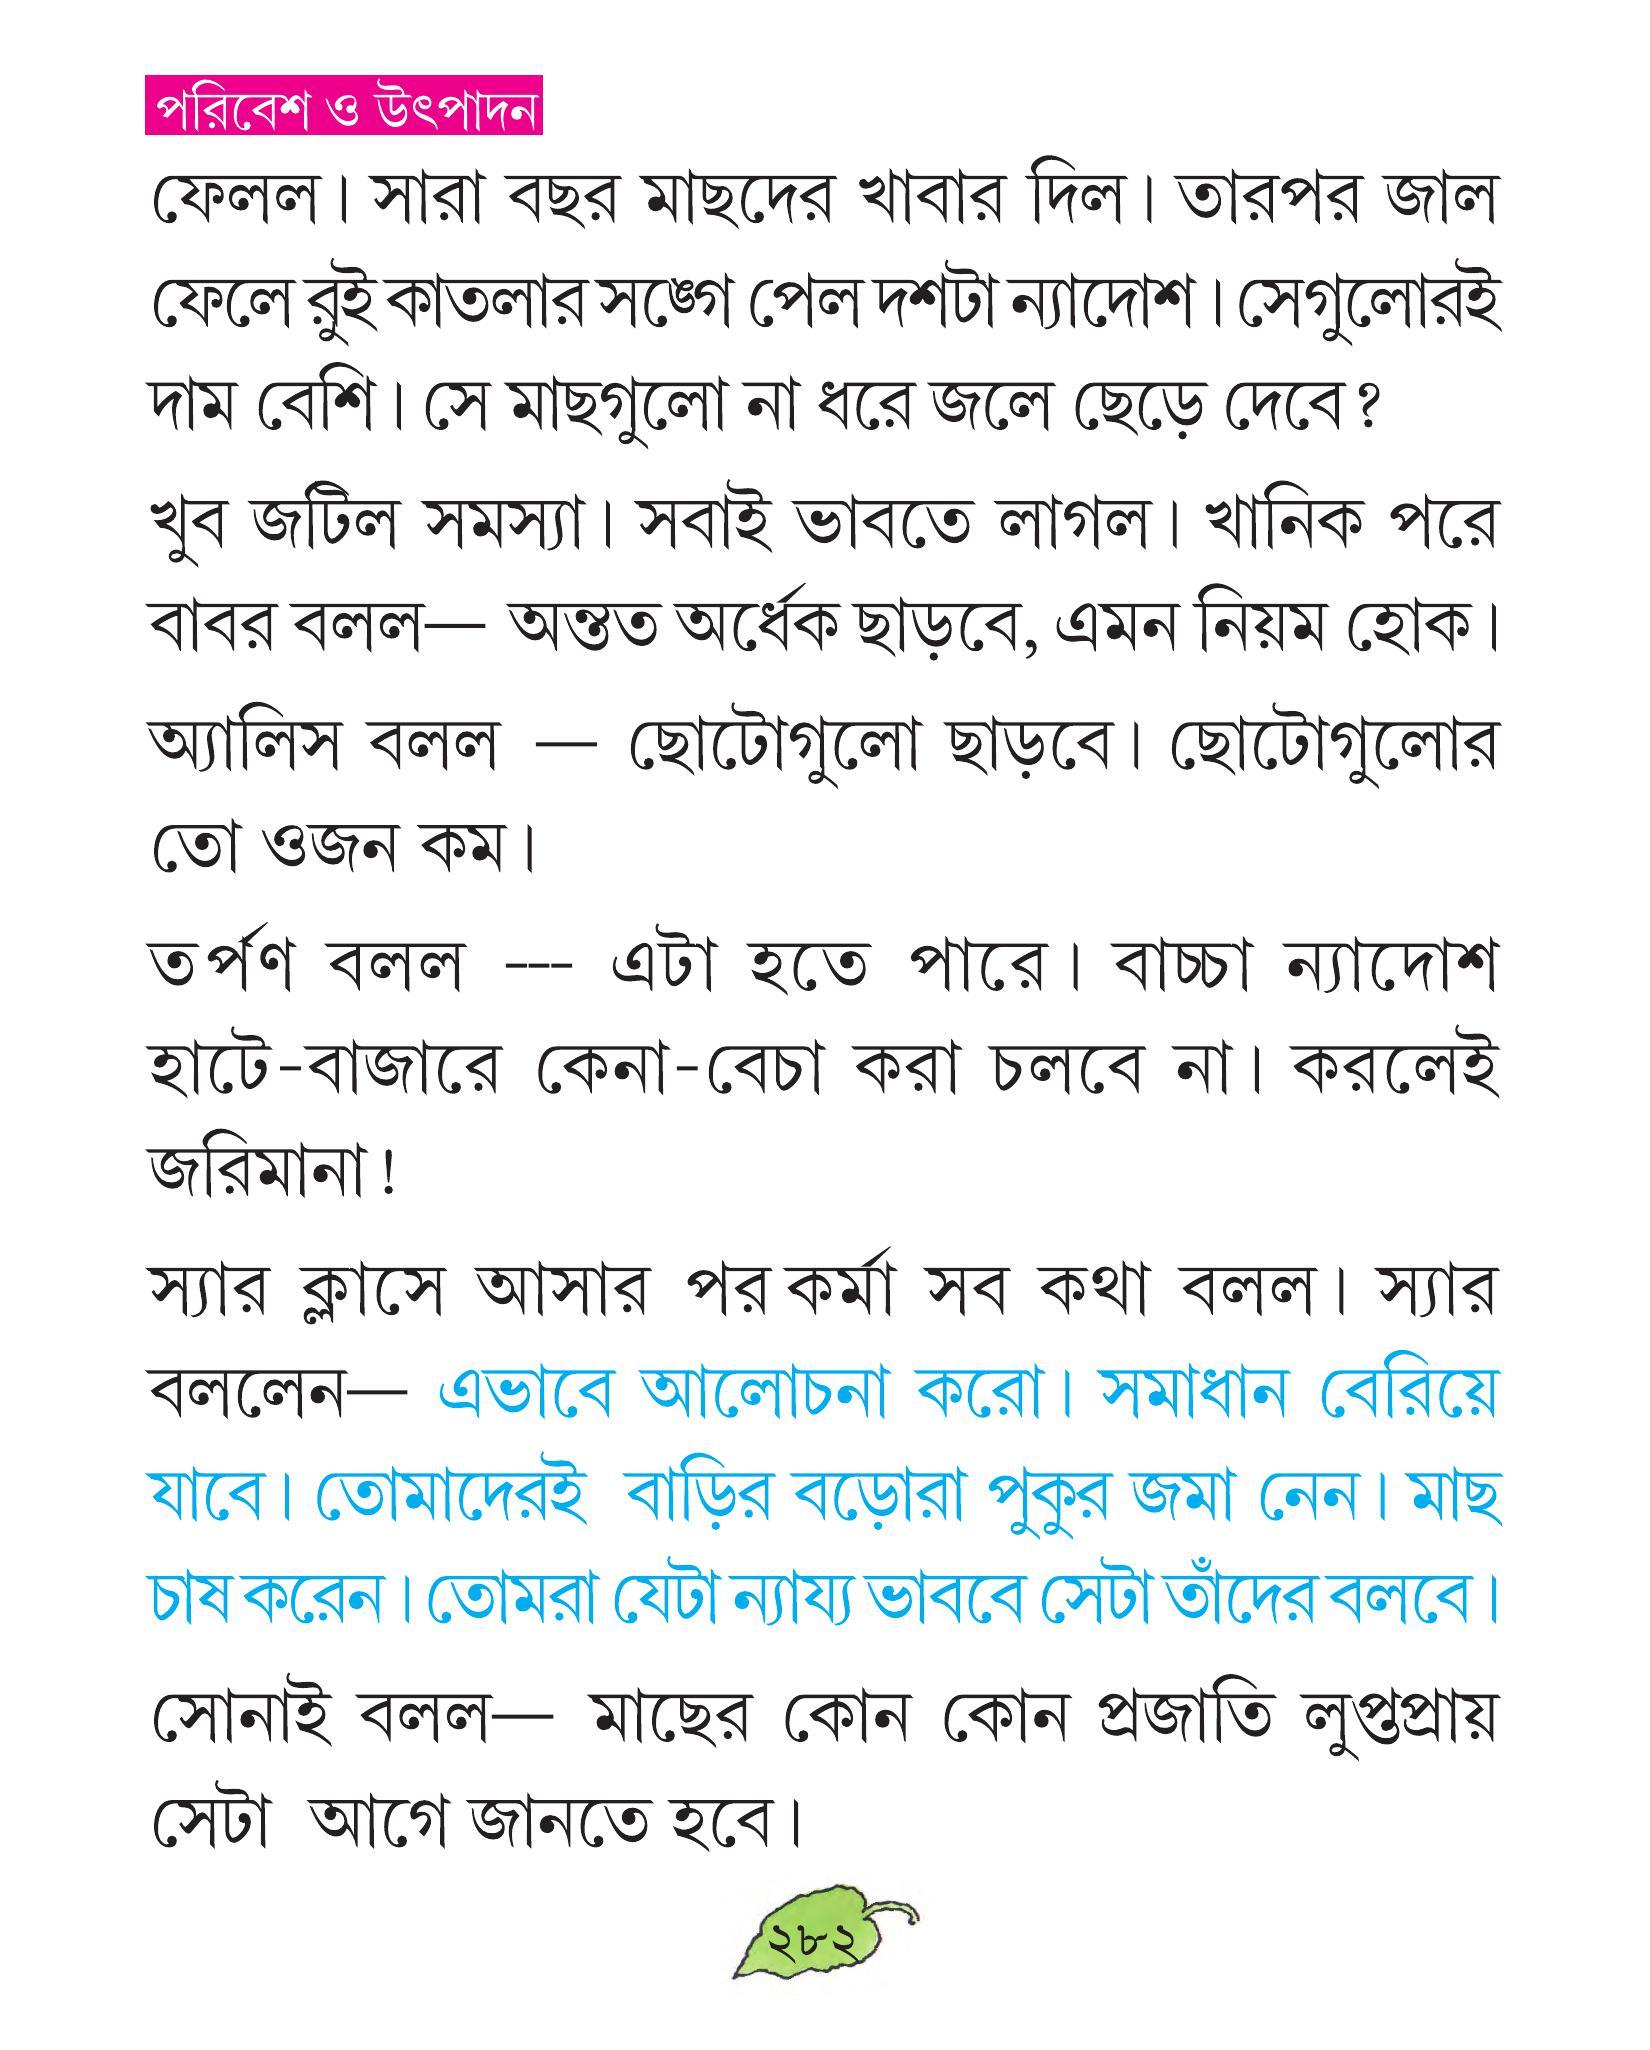 পরিবেশ ও উৎপাদন
ফেলল। সারা বছর মাছদের খাবার দিল। তারপর জাল
ফেলে রুই কাতলার সঙ্গে পেল দশটা ন্যাদোশ। সেগুলোরই
দাম বেশি। সে মাছগুলো না ধরে জলে ছেড়ে দেবে?
খুব জটিল সমস্যা। সবাই ভাবতে লাগল। খানিক পরে
বাবর বলল— অন্তত অর্ধেক ছাড়বে, এমন নিয়ম হোক।
অ্যালিস বলল — ছোটোগুলো ছাড়বে। ছোটোগুলোর
তো ওজন কম।
তর্পণ বলল --- এটা হতে পারে। বাচ্চা ন্যাদোশ
হাটে-বাজারে কেনা-বেচা করা চলবে না। করলেই
জরিমানা!
স্যার ক্লাসে আসার পর কর্মা সব কথা বলল। স্যার
বললেন— এভাবে আলোচনা করো। সমাধান বেরিয়ে
যাবে। তোমাদেরই বাড়ির বড়োরা পুকুর জমা নেন। মাছ
চাষ করেন। তোমরা যেটা ন্যায্য ভাববে সেটা তাঁদের বলবে।
সোনাই বলল— মাছের কোন কোন প্রজাতি লুপ্তপ্রায়
সেটা আগে জানতে হবে।
২৮২